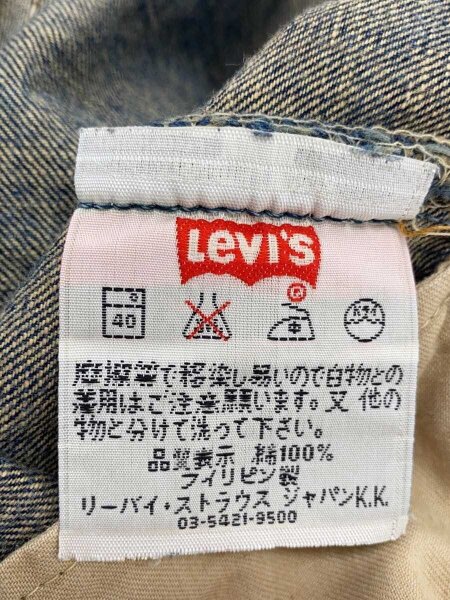 Levi's
®
40
ドライ
摩擦等で移染し易いので白物との
着用はご注意願います。又 他の
物と分けて洗って下さい。
品質表示 綿100%
フィリピン製
リーバイ・ストラウス ジャパンK.K.
03-5421-9500